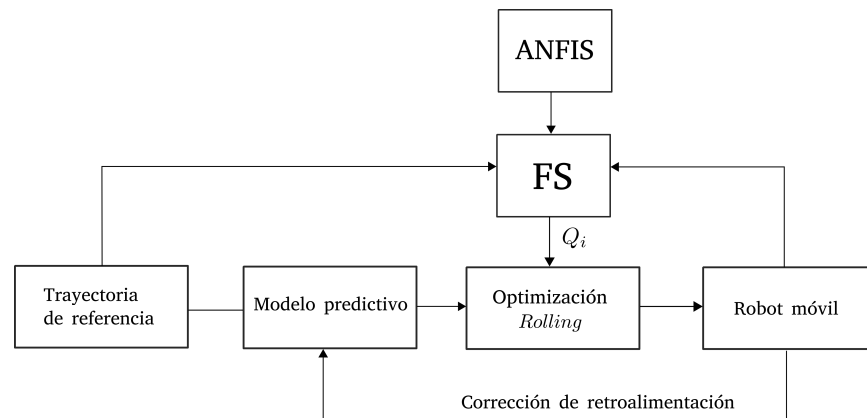 ANFIS
FS
Q_i
Trayectoria
de referencia
Modelo predictivo
Optimización
Rolling
Robot móvil
Corrección de retroalimentación